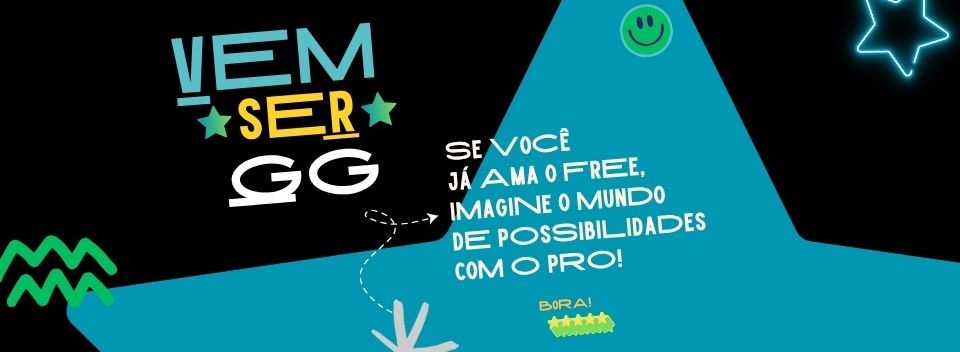 VEM
SER
GG
SE VOCÊ
JÁ AMA O FREE,
IMAGINE O MUNDO
DE POSSIBILIDADES
COM O PRO!
BORA!